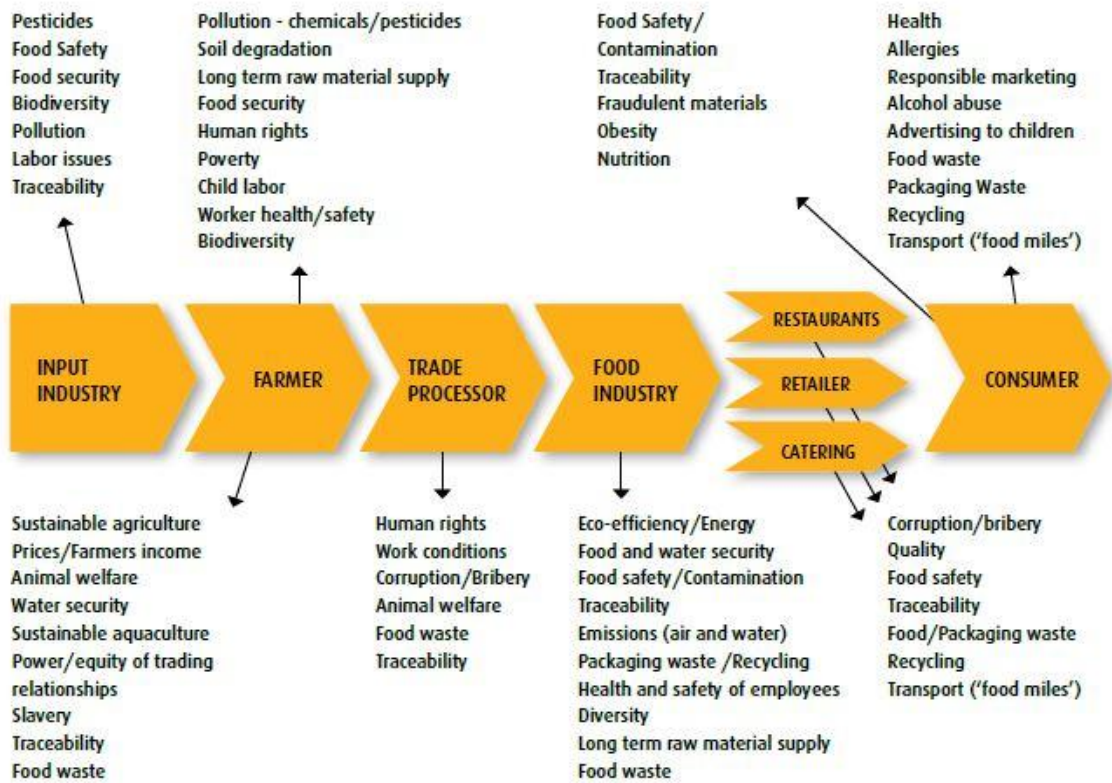 Pesticides
Food Safety
Food security
Biodiversity
Pollution
Labor issues
Traceability
Pollution - chemicals/pesticides
Soil degradation
Long term raw material supply
Food security
Human rights
Poverty
Child labor
Worker health/safety
Biodiversity
Food Safety/
Contamination
Traceability
Fraudulent materials
Obesity
Nutrition
Health
Allergies
Responsible marketing
Alcohol abuse
Advertising to children
Food waste
Packaging Waste
Recycling
Transport (‘food miles’)
INPUT
INDUSTRY
FARMER
TRADE
PROCESSOR
FOOD
INDUSTRY
RESTAURANTS
RETAILER
CATERING
CONSUMER
Sustainable agriculture
Prices/Farmers income
Animal welfare
Water security
Sustainable aquaculture
Power/equity of trading
relationships
Slavery
Traceability
Food waste
Human rights
Work conditions
Corruption/Bribery
Animal welfare
Food waste
Traceability
Eco-efficiency/Energy
Food and water security
Food safety/Contamination
Traceability
Emissions (air and water)
Packaging waste /Recycling
Health and safety of employees
Diversity
Long term raw material supply
Food waste
Corruption/bribery
Quality
Food safety
Traceability
Food/Packaging waste
Recycling
Transport (‘food miles’)